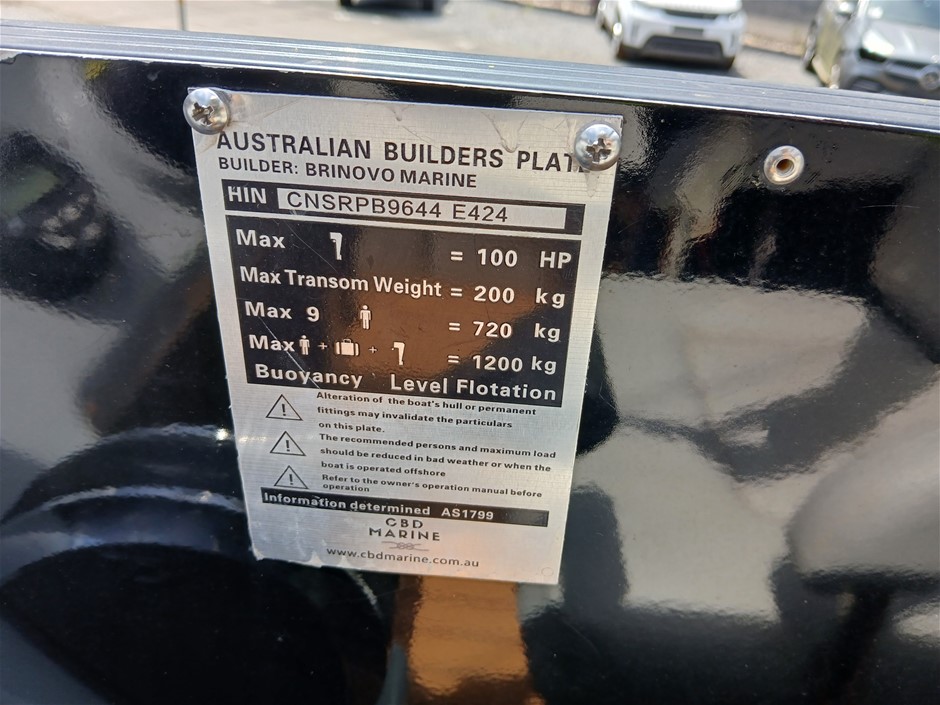 AUSTRALIAN BUILDERS PLATE
BUILDER: BRINOVO MARINE
HIN CNSRPB9644 E424
Max = 100 HP
Max Transom Weight = 200 kg
Max 9 = 720 kg
Max + + = 1200 kg
Buoyancy Level Flotation
Alteration of the boat's hull or permanent
fittings may invalidate the particulars
on this plate.
The recommended persons and maximum load
should be reduced in bad weather or when the
boat is operated offshore
Refer to the owner's operation manual before
operation
Information determined AS1799
CBD
MARINE
www.cbdmarine.com.au